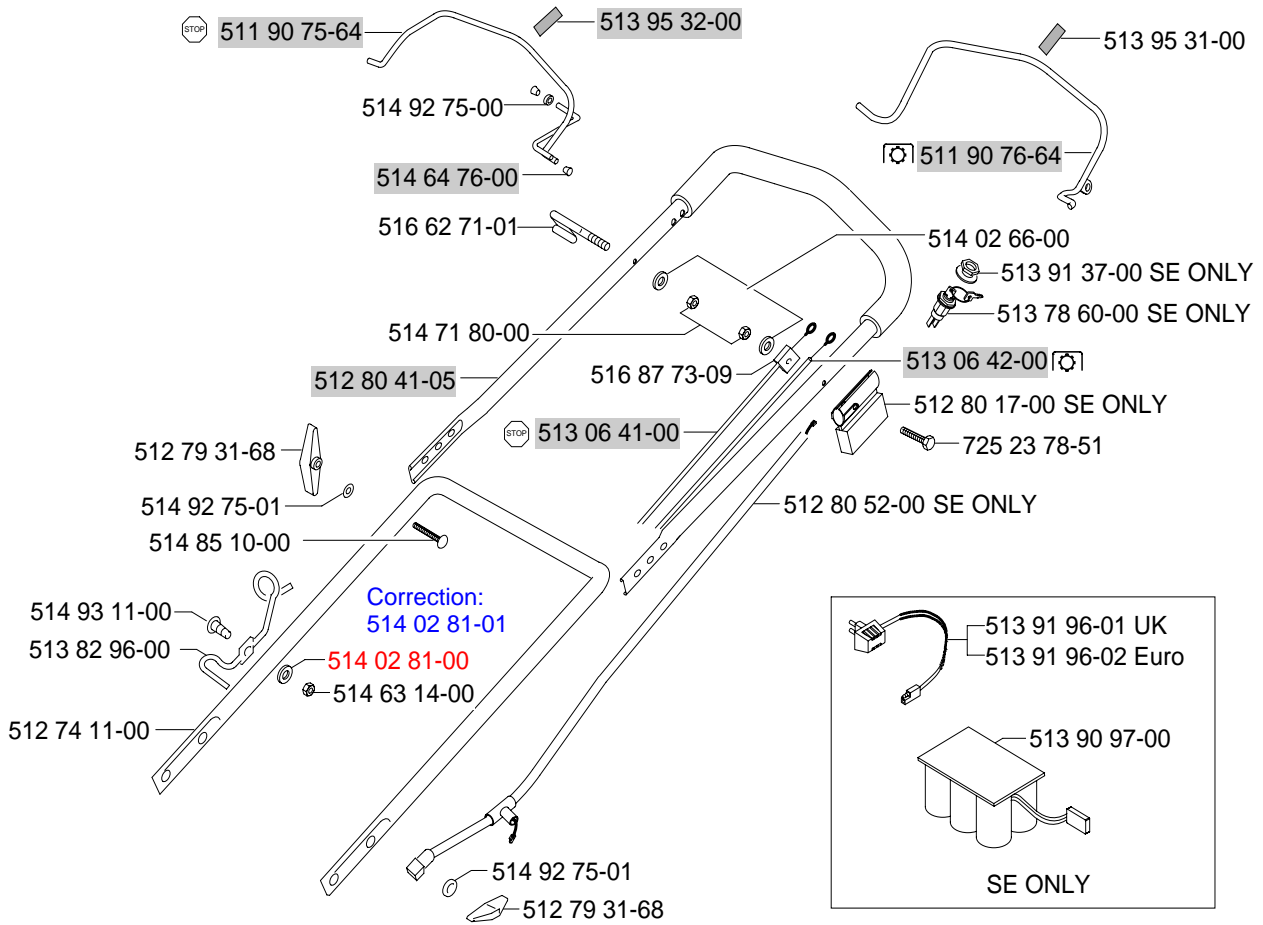 STOP 511 90 75-64
513 95 32-00
513 95 31-00
514 92 75-00
511 90 76-64
514 64 76-00
516 62 71-01
514 02 66-00
513 91 37-00 SE ONLY
513 78 60-00 SE ONLY
514 71 80-00
513 06 42-00
516 87 73-09
512 80 41-05
512 80 17-00 SE ONLY
STOP 513 06 41-00
725 23 78-51
512 79 31-68
514 92 75-01
512 80 52-00 SE ONLY
514 85 10-00
Correction:
514 02 81-01
514 93 11-00
513 82 96-00
514 02 81-00
514 63 14-00
512 74 11-00
513 91 96-01 UK
513 91 96-02 Euro
513 90 97-00
SE ONLY
514 92 75-01
512 79 31-68